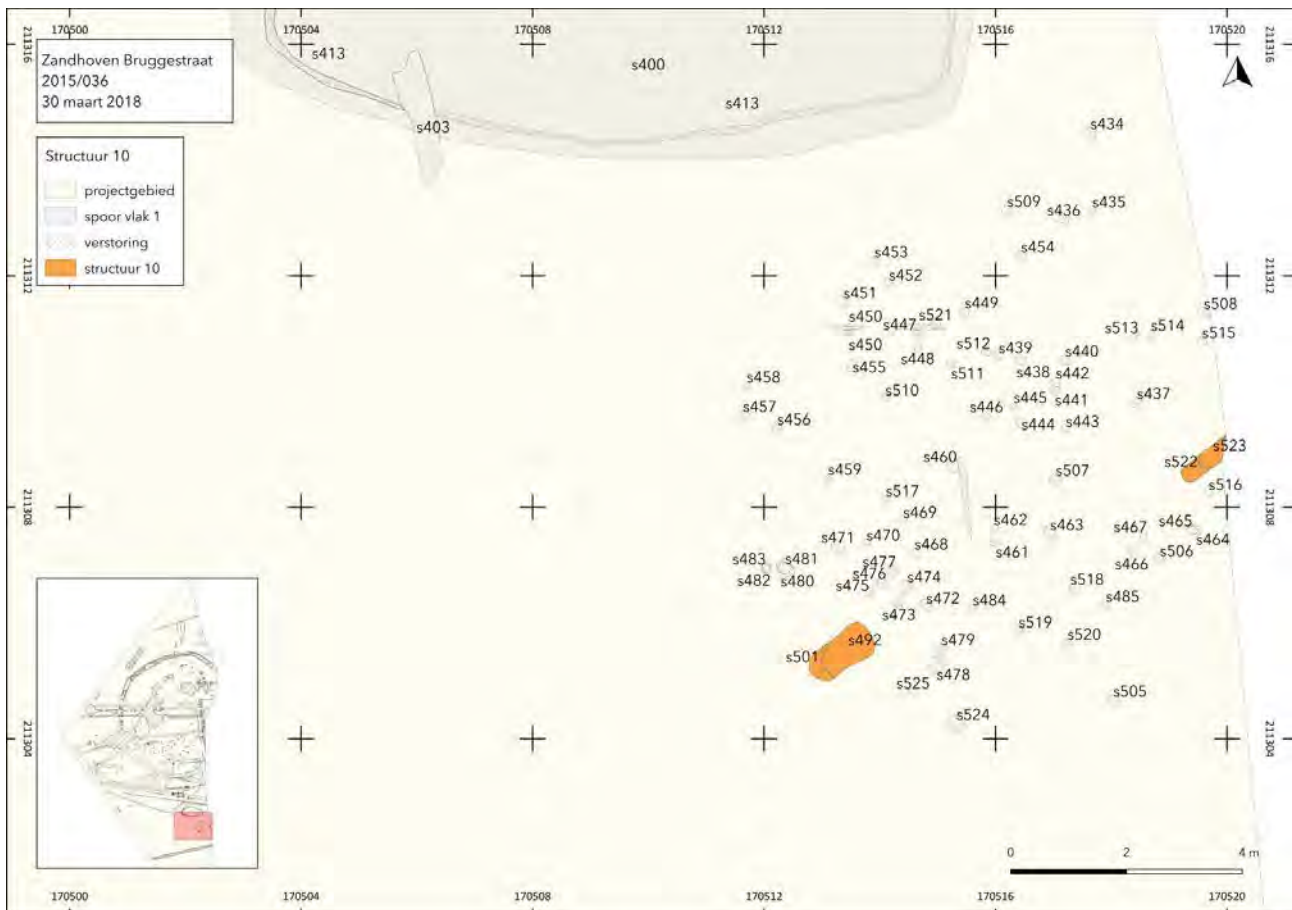 170500 170504 170508 170512 170516 170520
211316 211316
Zandhoven Bruggestraat
2015/036
30 maart 2018
Structuur 10
projectgebied
spoor vlak 1
verstoring
structuur 10
s413
s400
s413
s403
s434
s509 s436 s435
s454
s453
s452
211312 211312
s451
s449
s508
s450 s447 s521
s513 s514 s515
s450 s448 s512 s439 s440
s455 s511 s438 s442
s458
s510 s445 s441 s437
s457 s446
s456 s444 s443
s523
s460 s522
s459 s507
s517 s516
211308 211308
s469 s462 s463 s467 s465
s471 s470 s464
s468 s461 s506
s483 s481 s477 s466
s482 s480 s476 s474 s518
s475
s472 s484 s485
s473 s519
s492 s479 s520
s501
s478
s525 s505
s524
211304 211304
0 2 4 m
170500 170504 170508 170512 170516 170520